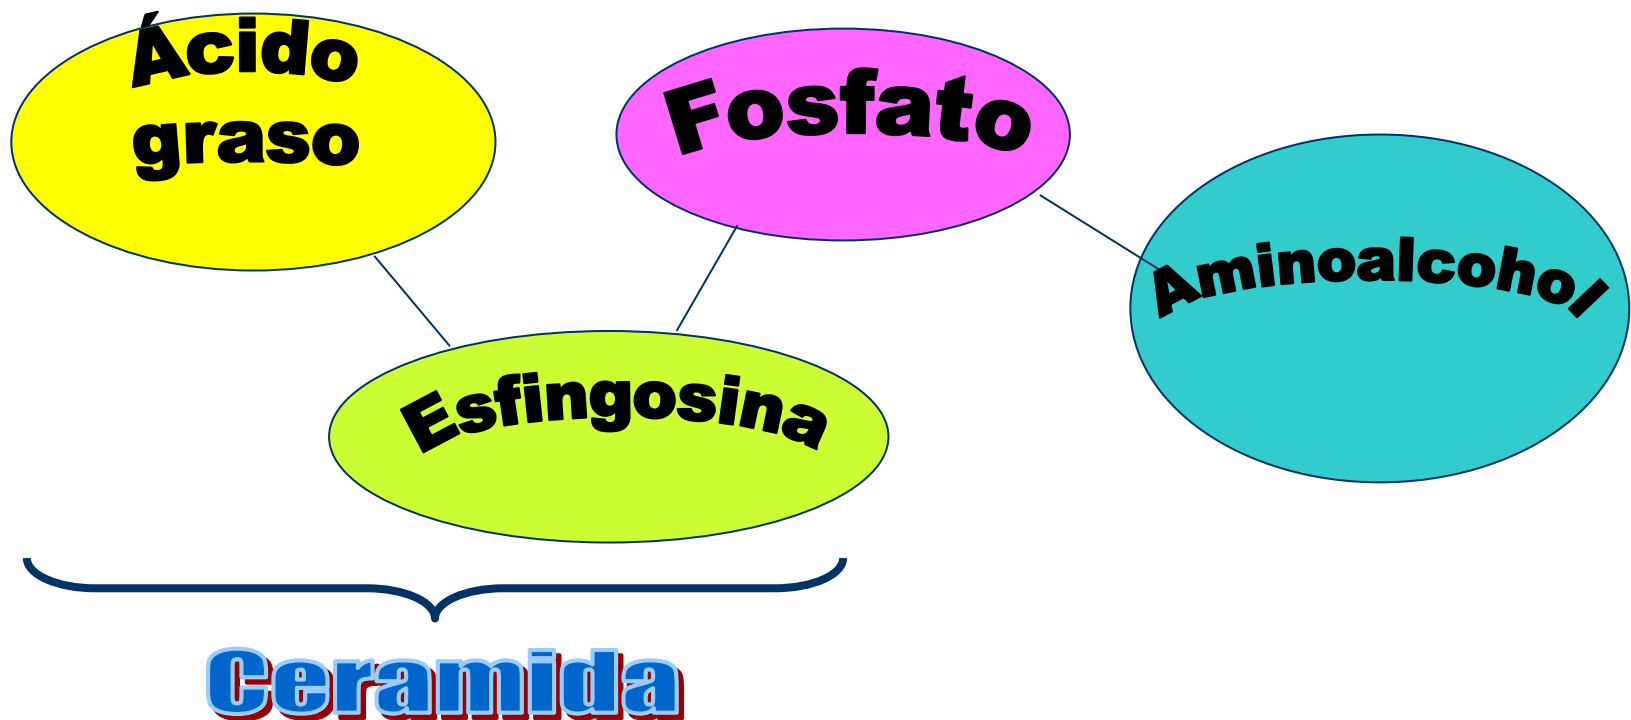 Ácido
graso
Fosfato
Aminoalcohol
Esfingosina
Ceramida